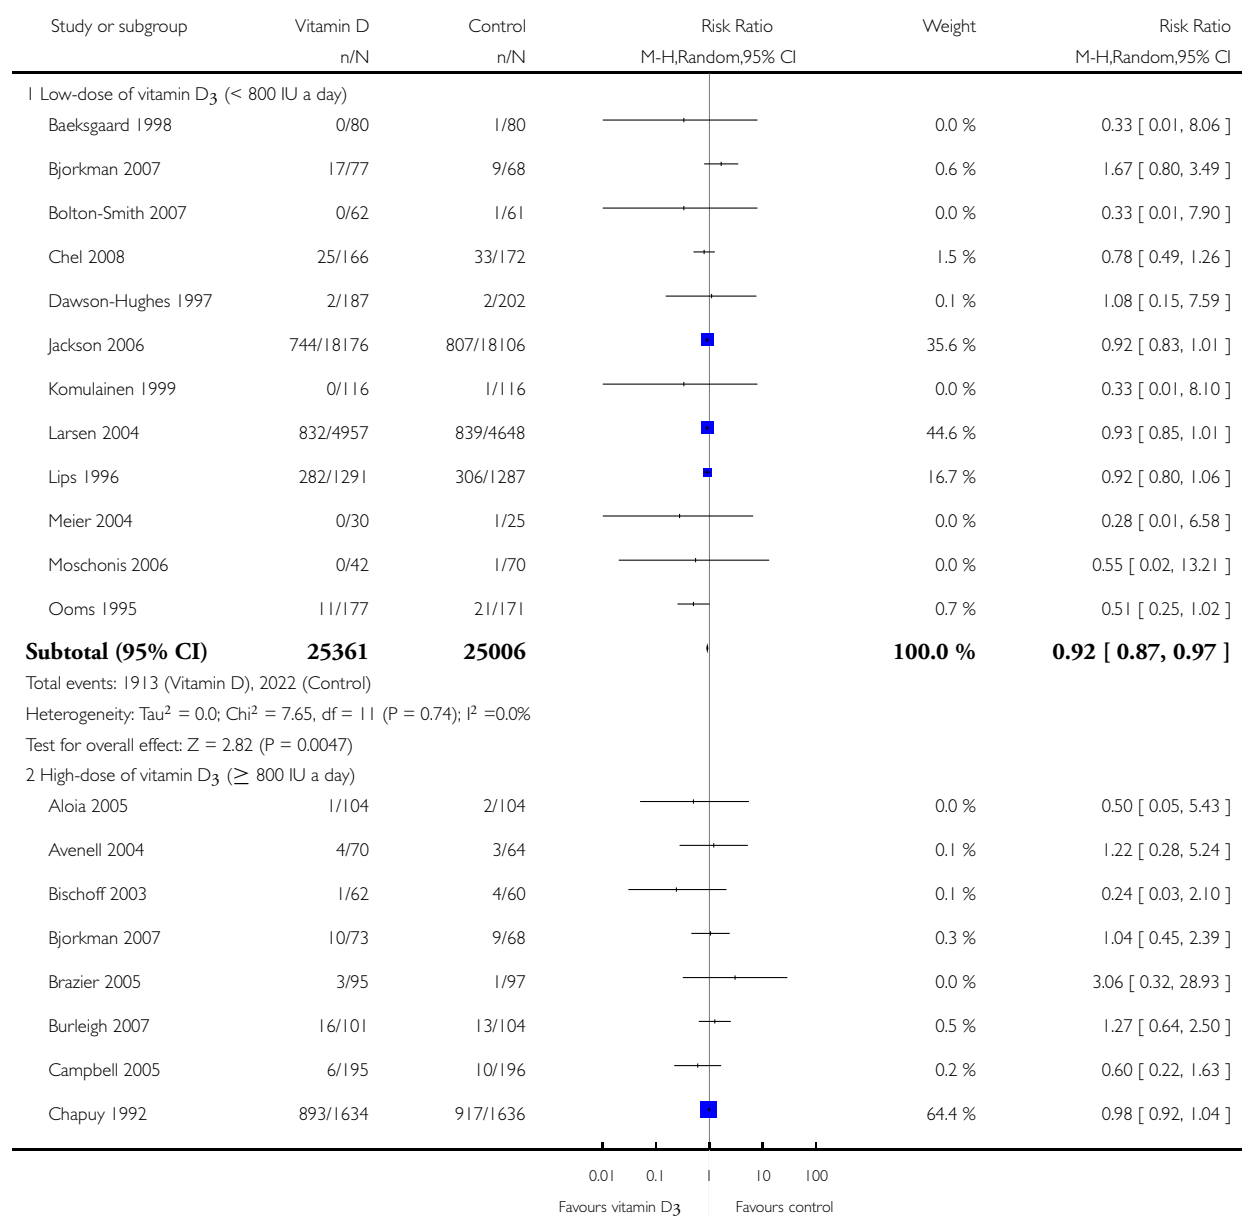 Study or subgroup Vitamin D Control Risk Ratio Weight Risk Ratio
n/N n/N M-H,Random,95% CI M-H,Random,95% CI
1 Low-dose of vitamin D3 (< 800 IU a day)
Baeksgaard 1998 0/80 1/80 0.0 % 0.33 [ 0.01, 8.06 ]
Bjorkman 2007 17/77 9/68 0.6 % 1.67 [ 0.80, 3.49 ]
Bolton-Smith 2007 0/62 1/61 0.0 % 0.33 [ 0.01, 7.90 ]
Chel 2008 25/166 33/172 1.5 % 0.78 [ 0.49, 1.26 ]
Dawson-Hughes 1997 2/187 2/202 0.1 % 1.08 [ 0.15, 7.59 ]
Jackson 2006 744/18176 807/18106 35.6 % 0.92 [ 0.83, 1.01 ]
Komulainen 1999 0/116 1/116 0.0 % 0.33 [ 0.01, 8.10 ]
Larsen 2004 832/4957 839/4648 44.6 % 0.93 [ 0.85, 1.01 ]
Lips 1996 282/1291 306/1287 16.7 % 0.92 [ 0.80, 1.06 ]
Meier 2004 0/30 1/25 0.0 % 0.28 [ 0.01, 6.58 ]
Moschonis 2006 0/42 1/70 0.0 % 0.55 [ 0.02, 13.21 ]
Ooms 1995 11/177 21/171 0.7 % 0.51 [ 0.25, 1.02 ]
Subtotal (95% CI) 25361 25006 100.0 % 0.92 [ 0.87, 0.97 ]
Total events: 1913 (Vitamin D), 2022 (Control)
Heterogeneity: Tau² = 0.0; Chi² = 7.65, df = 11 (P = 0.74); I² =0.0%
Test for overall effect: Z = 2.82 (P = 0.0047)
2 High-dose of vitamin D3 (≥ 800 IU a day)
Aloia 2005 1/104 2/104 0.0 % 0.50 [ 0.05, 5.43 ]
Avenell 2004 4/70 3/64 0.1 % 1.22 [ 0.28, 5.24 ]
Bischoff 2003 1/62 4/60 0.1 % 0.24 [ 0.03, 2.10 ]
Bjorkman 2007 10/73 9/68 0.3 % 1.04 [ 0.45, 2.39 ]
Brazier 2005 3/95 1/97 0.0 % 3.06 [ 0.32, 28.93 ]
Burleigh 2007 16/101 13/104 0.5 % 1.27 [ 0.64, 2.50 ]
Campbell 2005 6/195 10/196 0.2 % 0.60 [ 0.22, 1.63 ]
Chapuy 1992 893/1634 917/1636 64.4 % 0.98 [ 0.92, 1.04 ]
0.01 0.1 1 10 100
Favours vitamin D3 Favours control